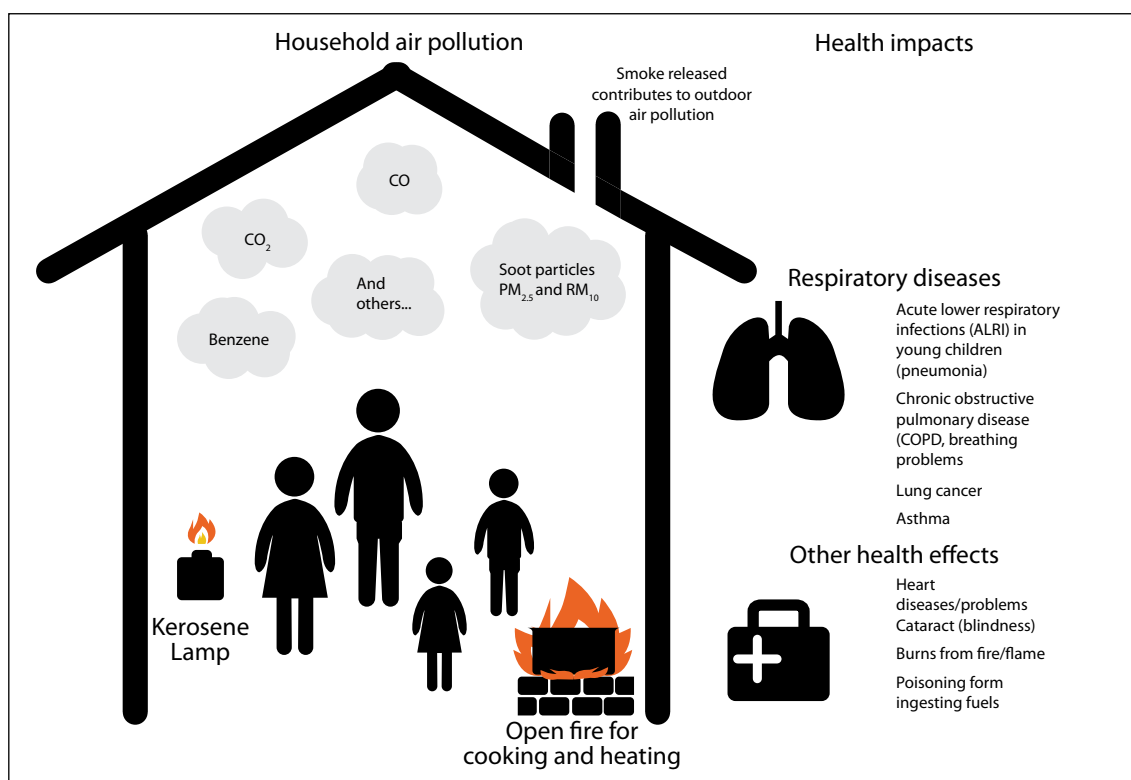 Household air pollution
Health impacts
Smoke released
contributes to outdoor
air pollution
CO
CO₂
And
others...
Soot particles
PM₂.₅ and RM₁₀
Benzene
Kerosene
Lamp
Open fire for
cooking and heating
Respiratory diseases
Acute lower respiratory
infections (ALRI) in
young children
(pneumonia)
Chronic obstructive
pulmonary disease
(COPD, breathing
problems
Lung cancer
Asthma
Other health effects
Heart
diseases/problems
Cataract (blindness)
Burns from fire/flame
Poisoning form
ingesting fuels